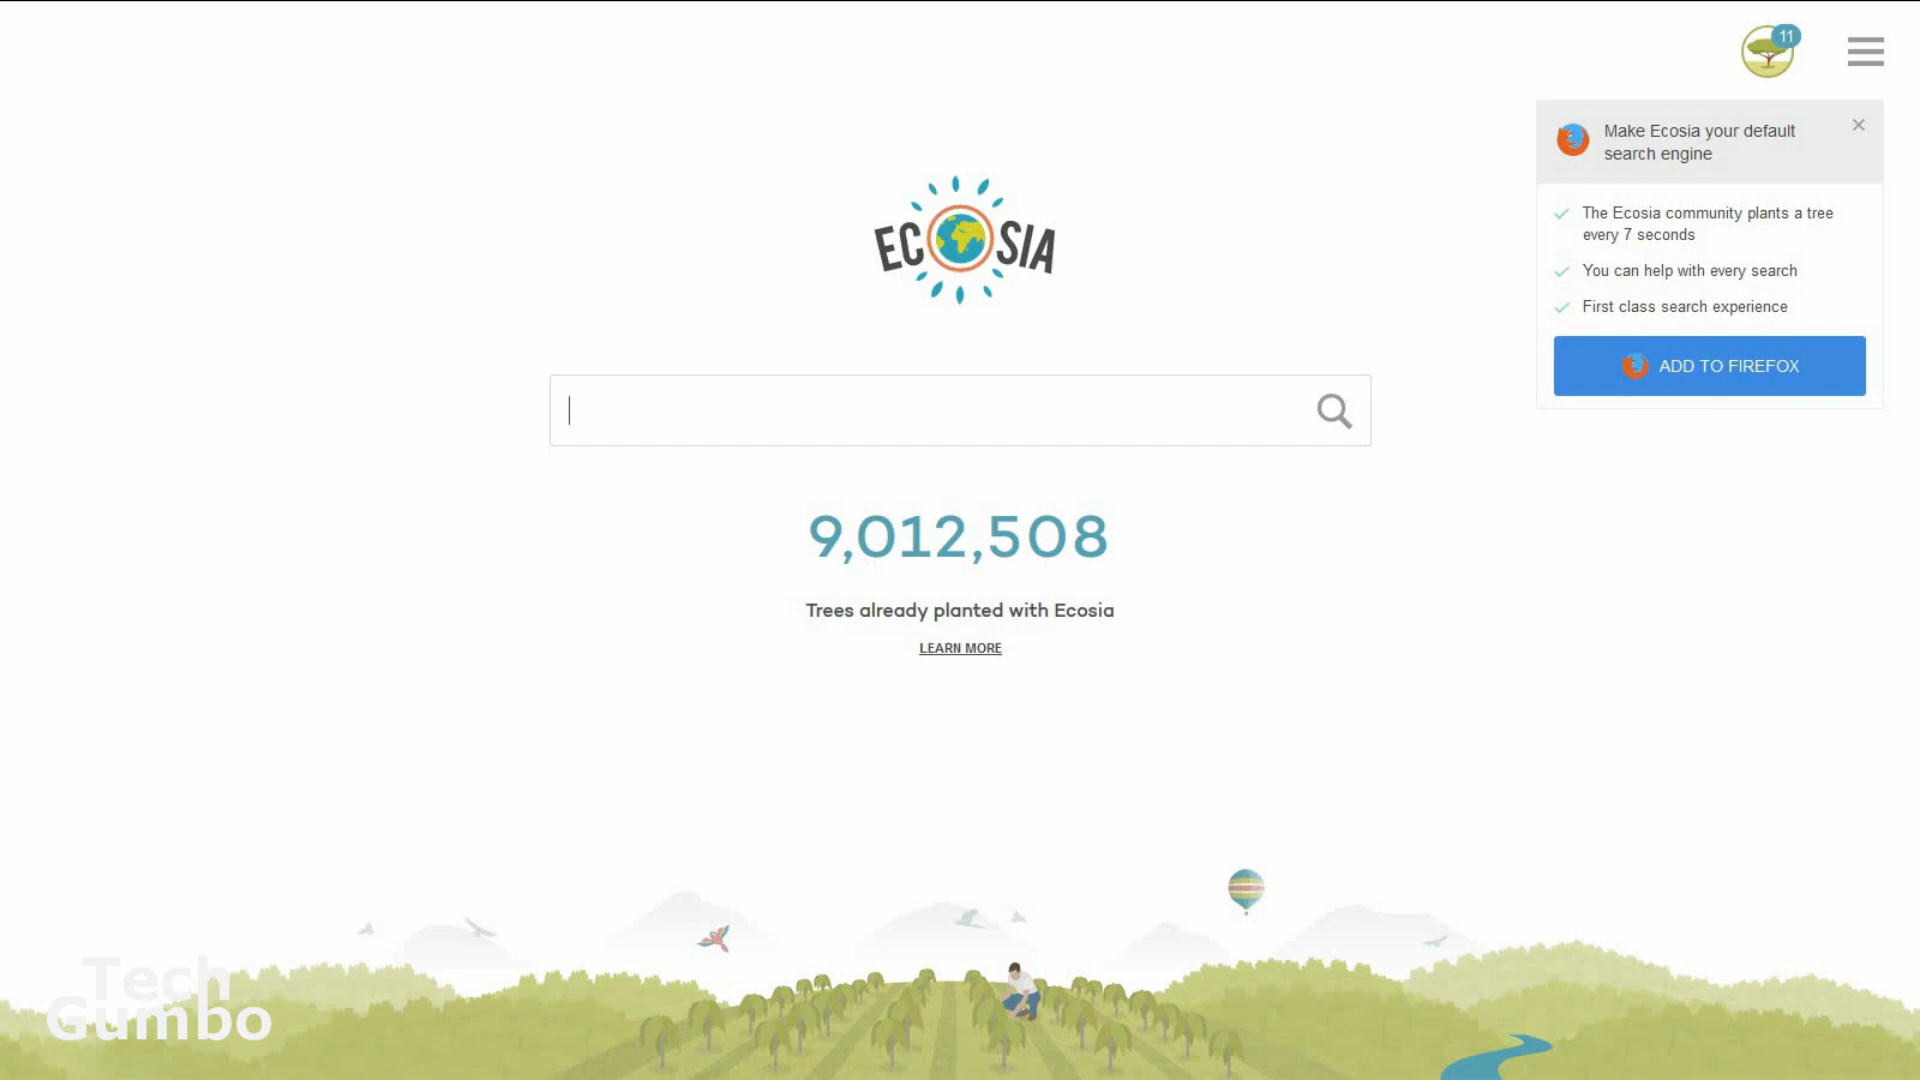 11
Make Ecosia your default
search engine
The Ecosia community plants a tree
every 7 seconds
You can help with every search
First class search experience
ADD TO FIREFOX
ECOSIA
9,012,508
Trees already planted with Ecosia
LEARN MORE
Tech
Gumbo